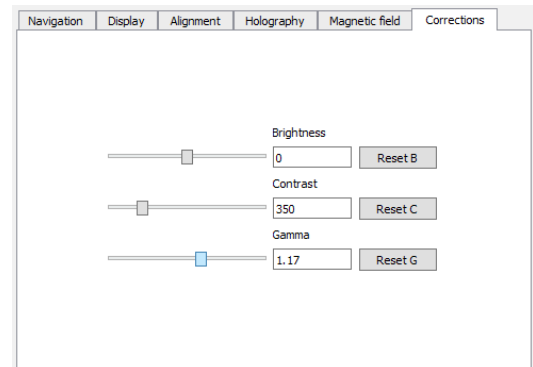 Navigation Display Alignment Holography Magnetic field Corrections
Brightness
0 Reset B
Contrast
350 Reset C
Gamma
1.17 Reset G